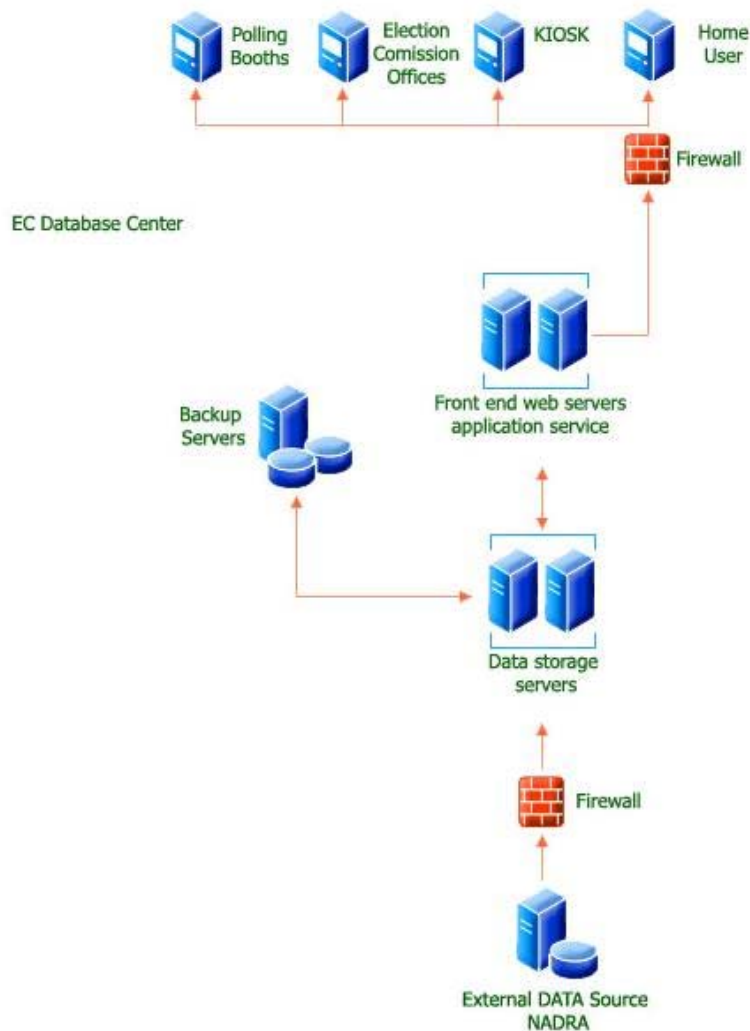 Polling
Booths
Election
Comission
Offices
KIOSK
Home
User
Firewall
EC Database Center
Front end web servers
application service
Backup
Servers
Data storage
servers
Firewall
External DATA Source
NADRA